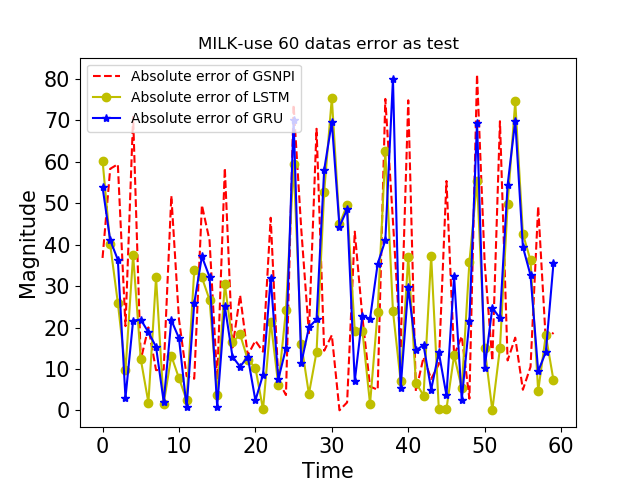 MILK-use 60 datas error as test
Absolute error of GSNPI
Absolute error of LSTM
Absolute error of GRU
Magnitude
80
70
60
50
40
30
20
10
0
0 10 20 30 40 50 60
Time